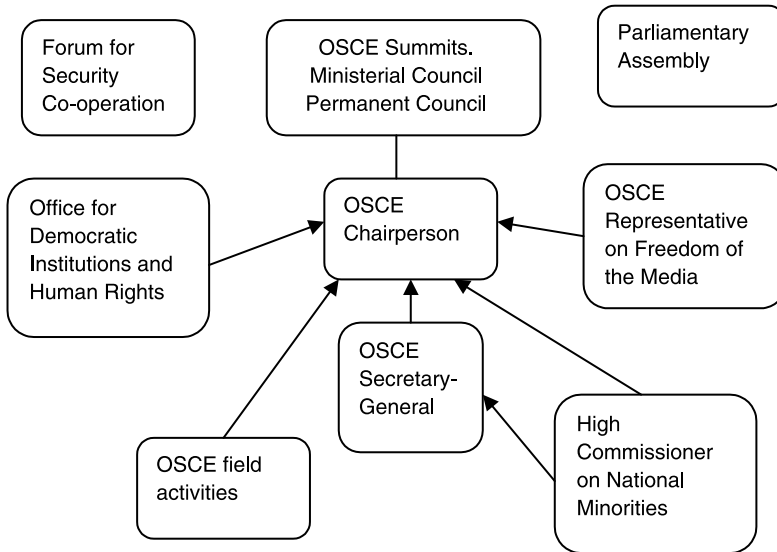 Forum for
Security
Co-operation
OSCE Summits.
Ministerial Council
Permanent Council
Parliamentary
Assembly
Office for
Democratic
Institutions and
Human Rights
OSCE
Chairperson
OSCE
Representative
on Freedom of
the Media
OSCE
Secretary-
General
OSCE field
activities
High
Commissioner
on National
Minorities